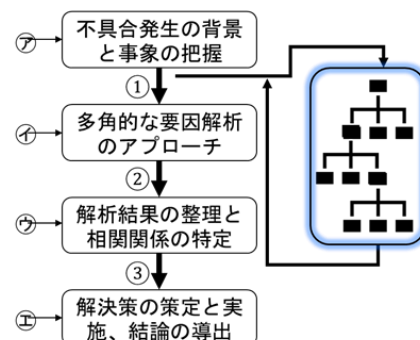 ㋐
不具合発生の背景
と事象の把握
①
㋑
多角的な要因解析
のアプローチ
②
㋒
解析結果の整理と
相関関係の特定
③
㋓
解決策の策定と実
施、結論の導出